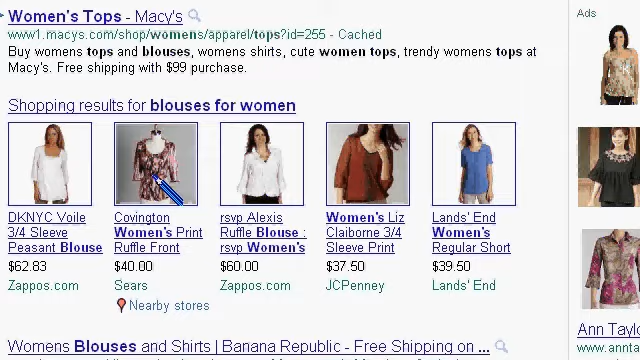 Women's Tops - Macy's
www1.macys.com/shop/womens/apparel/tops?id=255 - Cached
Buy womens tops and blouses, womens shirts, cute women tops, trendy womens tops at
Macy's. Free shipping with $99 purchase.
Shopping results for blouses for women
DKNYC Voile
3/4 Sleeve
Peasant Blouse
$62.83
Zappos.com
Covington
Women's Print
Ruffle Front
$40.00
Sears
Nearby stores
rsvp Alexis
Ruffle Blouse :
rsvp Women's
$60.00
Zappos.com
Women's Liz
Claiborne 3/4
Sleeve Print
$37.50
JCPenney
Lands' End
Women's
Regular Short
$39.50
Lands' End
Womens Blouses and Shirts | Banana Republic - Free Shipping on ...
Ads
Ann Taylo
www.annta